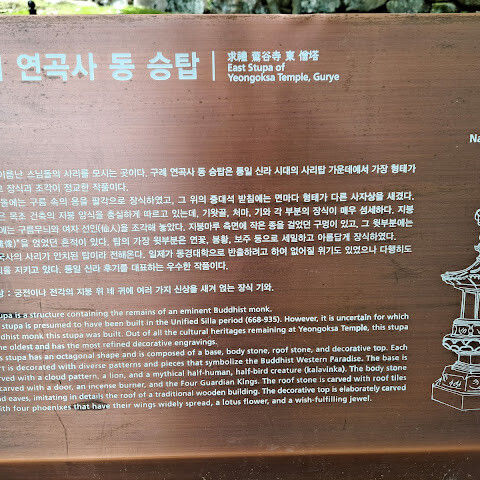 연곡사 동 승탑
求禮 鷰谷寺 東 僧塔
East Stupa of
Yeongoksa Temple, Gurye
스님들의 사리를 모시는 곳이다. 구례 연곡사 동 승탑은 통일 신라 시대의 사리탑 가운데에서 가장 형태가
장식과 조각이 정교한 작품이다.
구름 속의 용을 팔각으로 장식하였고, 그 위의 중대석 받침에는 면마다 형태가 다른 사자상을 새겼다.
목조 건축의 지붕 양식을 충실하게 따르고 있는데, 기왓골, 처마, 기와 각 부분의 장식이 매우 섬세하다. 지붕
구름무늬와 여자 선인(仙人)을 조각해 놓았다. 지붕마루 측면에 작은 종을 걸었던 구멍이 있고, 그 윗부분에는
얹었던 흔적이 있다. 탑의 가장 윗부분은 연꽃, 봉황, 보주 등으로 세밀하고 아름답게 장식하였다.
사리가 안치된 탑이라 전해온다. 일제가 동경대학으로 반출하려고 하여 없어질 위기도 있었으나 다행히도
지키고 있다. 통일 신라 후기를 대표하는 우수한 작품이다.
: 궁전이나 전각의 지붕 위 네 귀에 여러 가지 신상을 새겨 얹는 장식 기와.
is a structure containing the remains of an eminent Buddhist monk.
stupa is presumed to have been built in the Unified Silla period (668-935). However, it is uncertain for which
monk this stupa was built. Out of all the cultural heritages remaining at Yeongoksa Temple, this stupa
oldest and has the most refined decorative engravings.
stupa has an octagonal shape and is composed of a base, body stone, roof stone, and decorative top. Each
is decorated with diverse patterns and pieces that symbolize the Buddhist Western Paradise. The base is
with a cloud pattern, a lion, and a mythical half-human, half-bird creature (kalavinka). The body stone
carved with a door, an incense burner, and the Four Guardian Kings. The roof stone is carved with roof tiles
eaves, imitating in details the roof of a traditional wooden building. The decorative top is elaborately carved
four phoenixes that have their wings widely spread, a lotus flower, and a wish-fulfilling jewel.